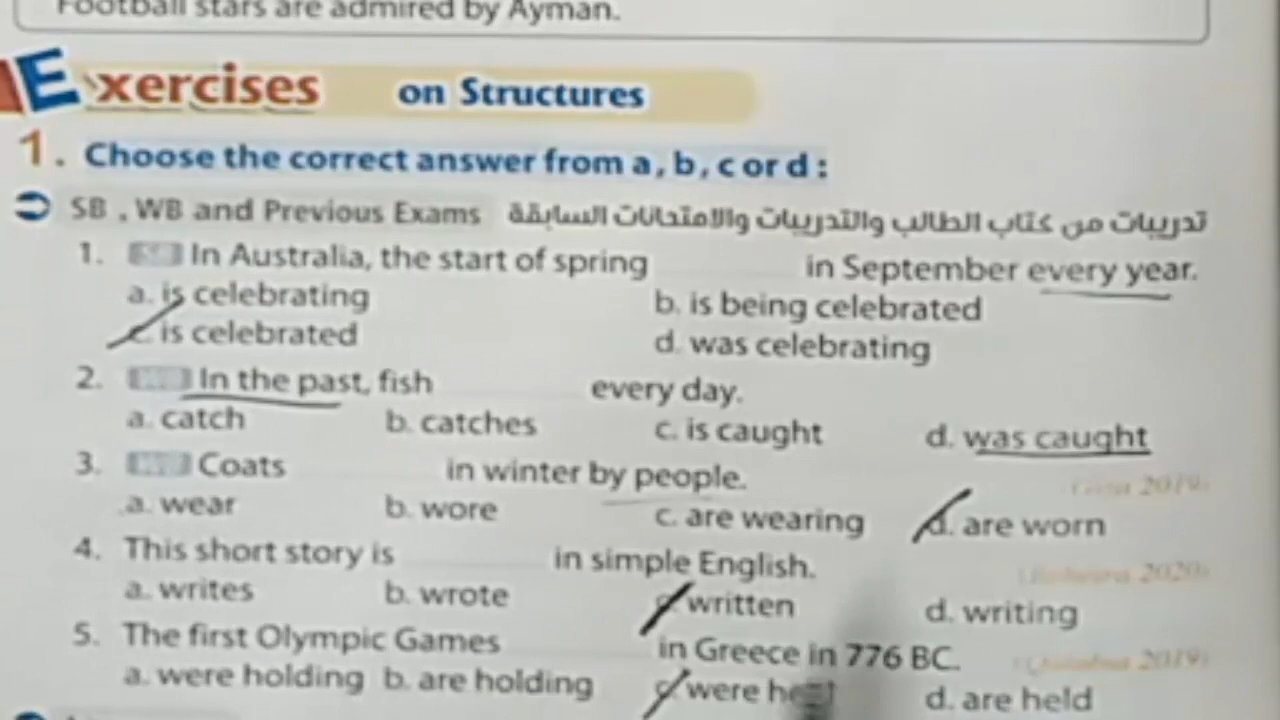 Football stars are admired by Ayman.
Exercises on Structures
1. Choose the correct answer from a, b, c or d :
SB , WB and Previous Exams تدريبات من كتاب الطالب والتدريبات والامتحانات السابقة
1. In Australia, the start of spring in September every year.
a. is celebrating b. is being celebrated
c. is celebrated d. was celebrating
2. In the past, fish every day.
a. catch b. catches c. is caught d. was caught
3. Coats in winter by people.
2019
a. wear b. wore c. are wearing d. are worn
4. This short story is in simple English.
2020
a. writes b. wrote c. written d. writing
5. The first Olympic Games in Greece in 776 BC.
2019
a. were holding b. are holding c. were d. are held